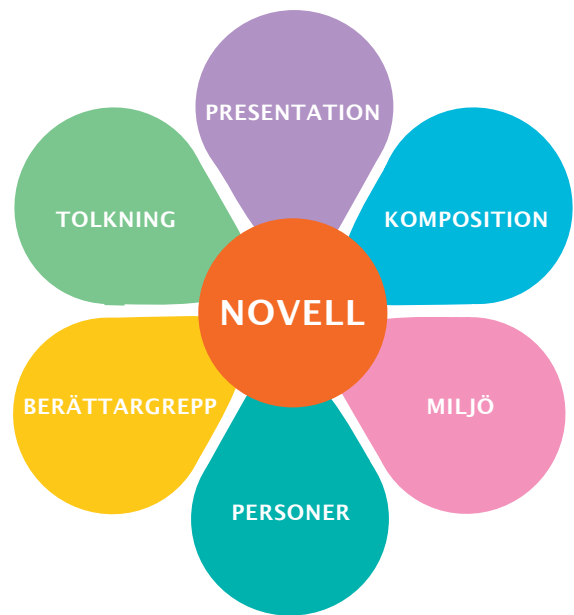 PRESENTATION
TOLKNING
KOMPOSITION
NOVELL
BERÄTTARGREPP
MILJÖ
PERSONER